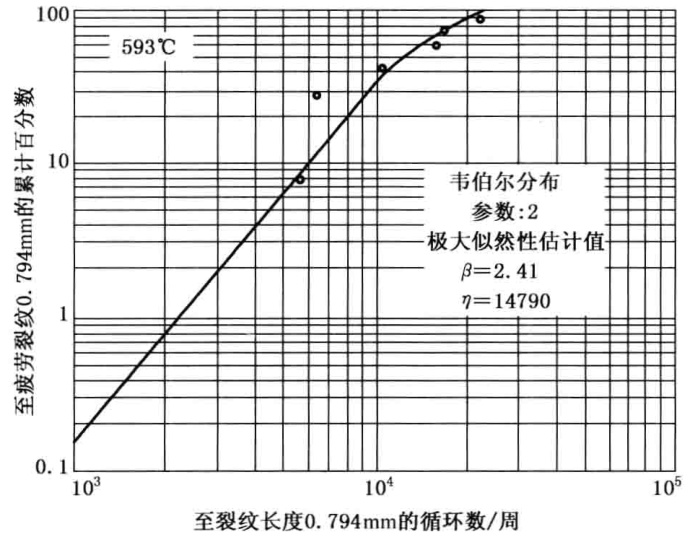 100
593℃
10
韦伯尔分布
参数:2
极大似然性估计值
β=2.41
η=14790
1
0.1
至疲劳裂纹0.794mm的累计百分数
10³
10⁴
10⁵
至裂纹长度0.794mm的循环数/周